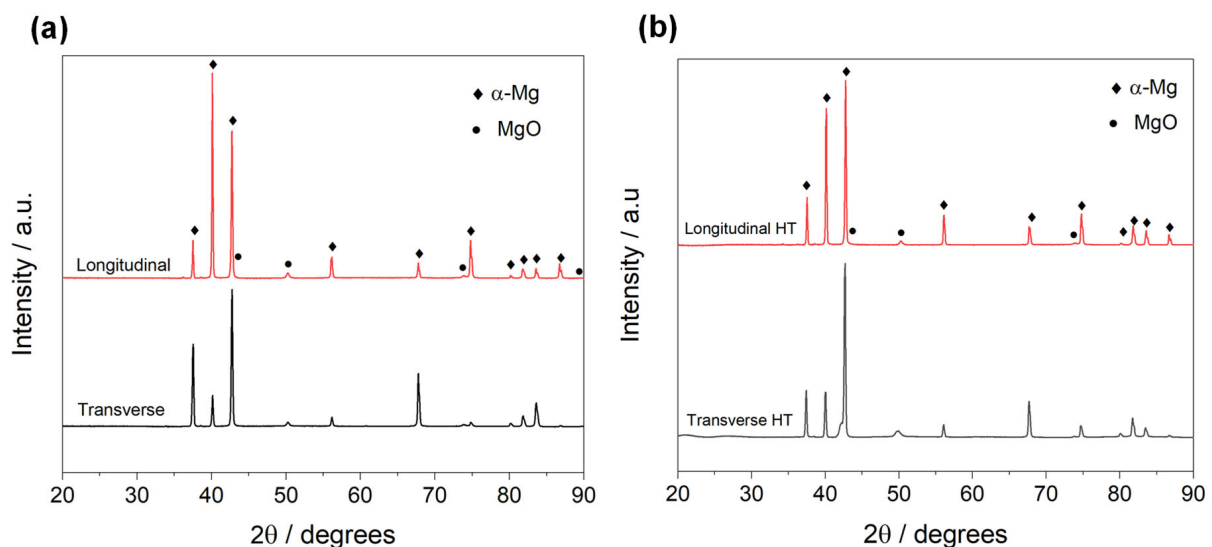 (a)
Intensity / a.u.
♦ α-Mg
● MgO
Longitudinal
Transverse
20 30 40 50 60 70 80 90
2θ / degrees
(b)
Intensity / a.u
♦ α-Mg
● MgO
Longitudinal HT
Transverse HT
20 30 40 50 60 70 80 90
2θ / degrees